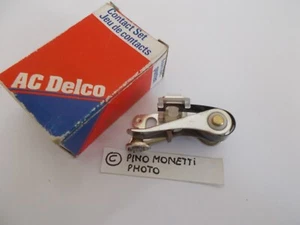 Contact Set
Jeu de contacts
AC Delco
© PINO MONETTI
PHOTO